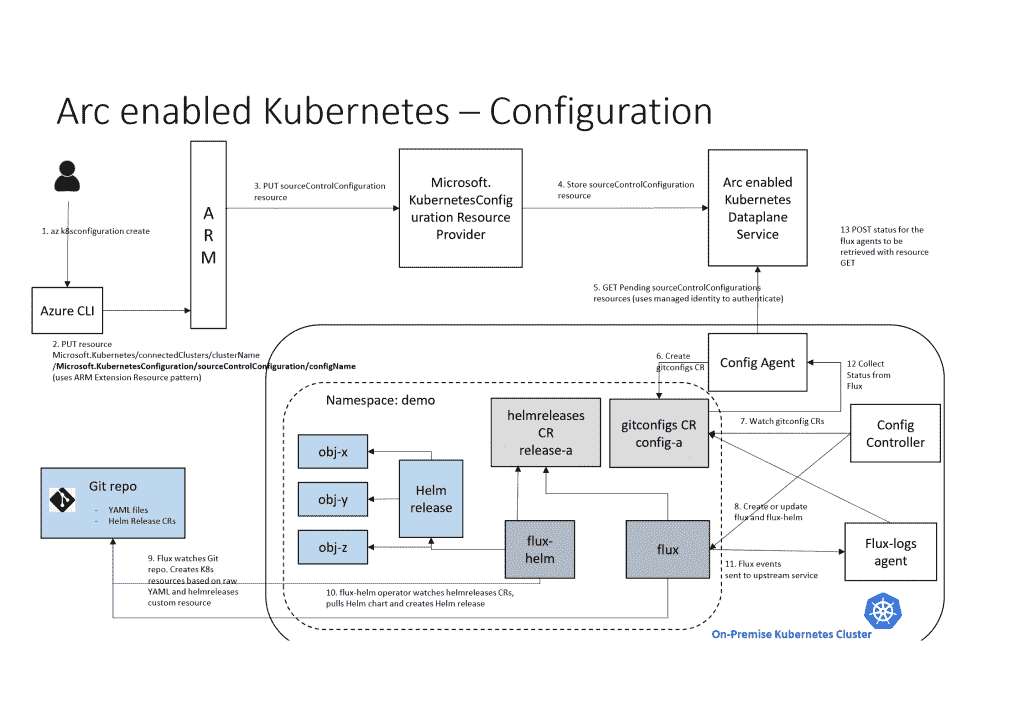 Arc enabled Kubernetes – Configuration
1. az k8sconfiguration create
Azure CLI
2. PUT resource
Microsoft.Kubernetes/connectedClusters/clusterName
/Microsoft.KubernetesConfiguration/sourceControlConfiguration/configName
(uses ARM Extension Resource pattern)
A
R
M
3. PUT sourceControlConfiguration
resource
Microsoft.
KubernetesConfig
uration Resource
Provider
4. Store sourceControlConfiguration
resource
Arc enabled
Kubernetes
Dataplane
Service
13 POST status for the
flux agents to be
retrieved with resource
GET
5. GET Pending sourceControlConfigurations
resources (uses managed identity to authenticate)
Config Agent
6. Create
gitconfigs CR
12 Collect
Status from
Flux
Namespace: demo
helmreleases
CR
release-a
gitconfigs CR
config-a
7. Watch gitconfig CRs
Config
Controller
obj-x
obj-y
obj-z
Helm
release
Git repo
- YAML files
- Helm Release CRs
8. Create or update
flux and flux-helm
flux-
helm
flux
Flux-logs
agent
9. Flux watches Git
repo. Creates K8s
resources based on raw
YAML and helmreleases
custom resource
10. flux-helm operator watches helmreleases CRs,
pulls Helm chart and creates Helm release
11. Flux events
sent to upstream service
On-Premise Kubernetes Cluster